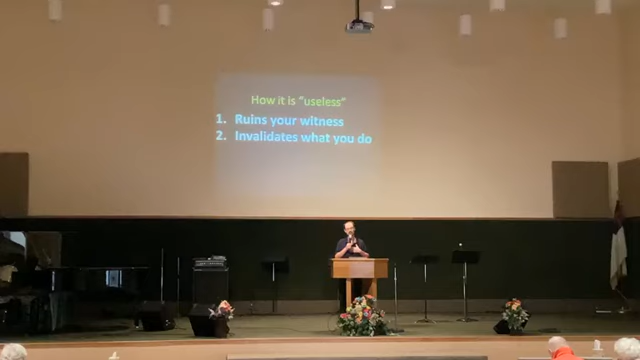 How it is "useless"
1. Ruins your witness
2. Invalidates what you do